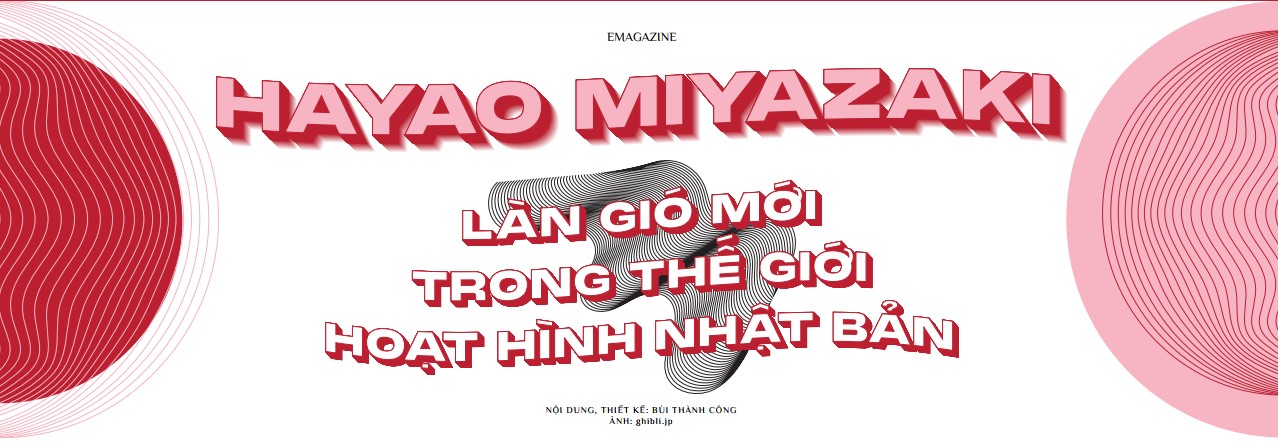 EMAGAZINE
HAYAO MIYAZAKI
LÀN GIÓ MỚI
TRONG THẾ GIỚI
HOẠT HÌNH NHẬT BẢN
NỘI DUNG, THIẾT KẾ: BÙI THÀNH CÔNG
ẢNH: ghibli.jp